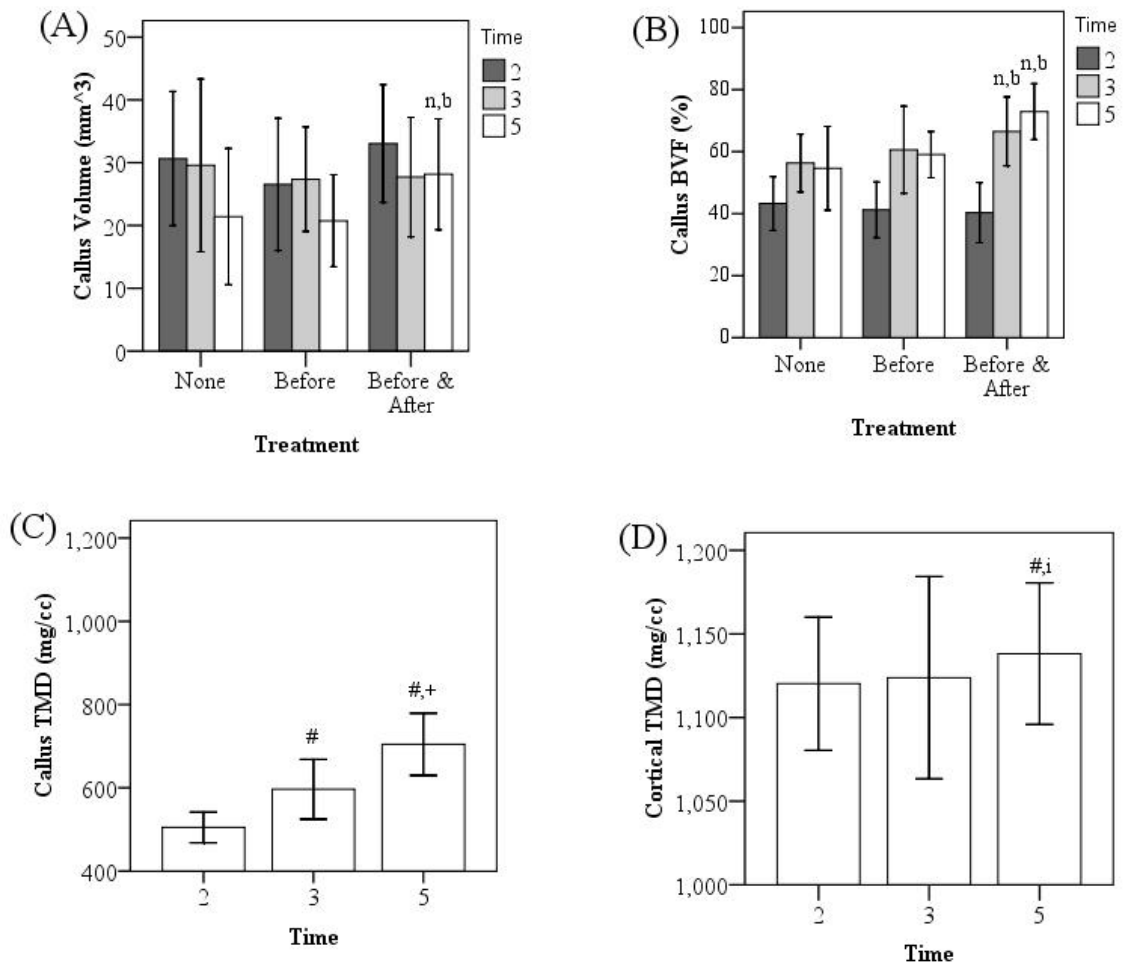 (A)
Callus Volume (mm^3)
50
40
30
20
10
0
n,b
None
Before
Before &
After
Treatment
Time
2
3
5
(B)
Callus BVF (%)
100
80
60
40
20
0
n,b
n,b
None
Before
Before &
After
Treatment
Time
2
3
5
(C)
Callus TMD (mg/cc)
1,200
1,000
800
600
400
#
#,+
2
3
5
Time
(D)
Cortical TMD (mg/cc)
1,200
1,150
1,100
1,050
1,000
#,i
2
3
5
Time